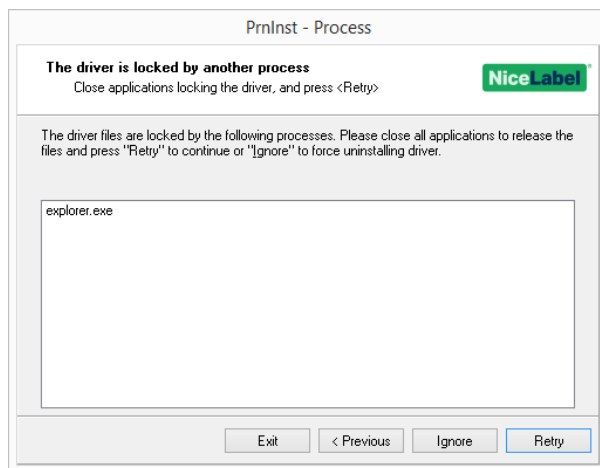 PrnInst - Process
The driver is locked by another process
Close applications locking the driver, and press <Retry>
NiceLabel
The driver files are locked by the following processes. Please close all applications to release the
files and press "Retry" to continue or "Ignore" to force uninstalling driver.
explorer.exe
Exit
< Previous
Ignore
Retry